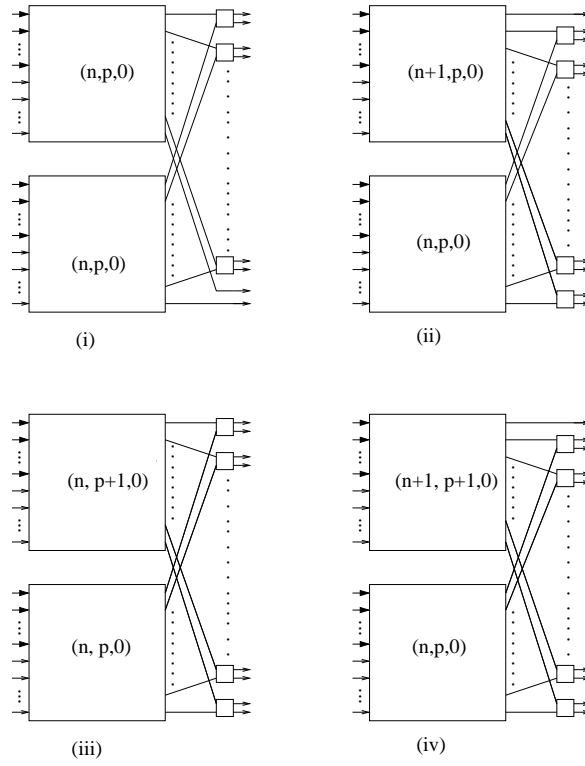 (n,p,0)
(n,p,0)
(i)
(n+1,p,0)
(n,p,0)
(ii)
(n, p+1,0)
(n, p,0)
(iii)
(n+1, p+1,0)
(n,p,0)
(iv)